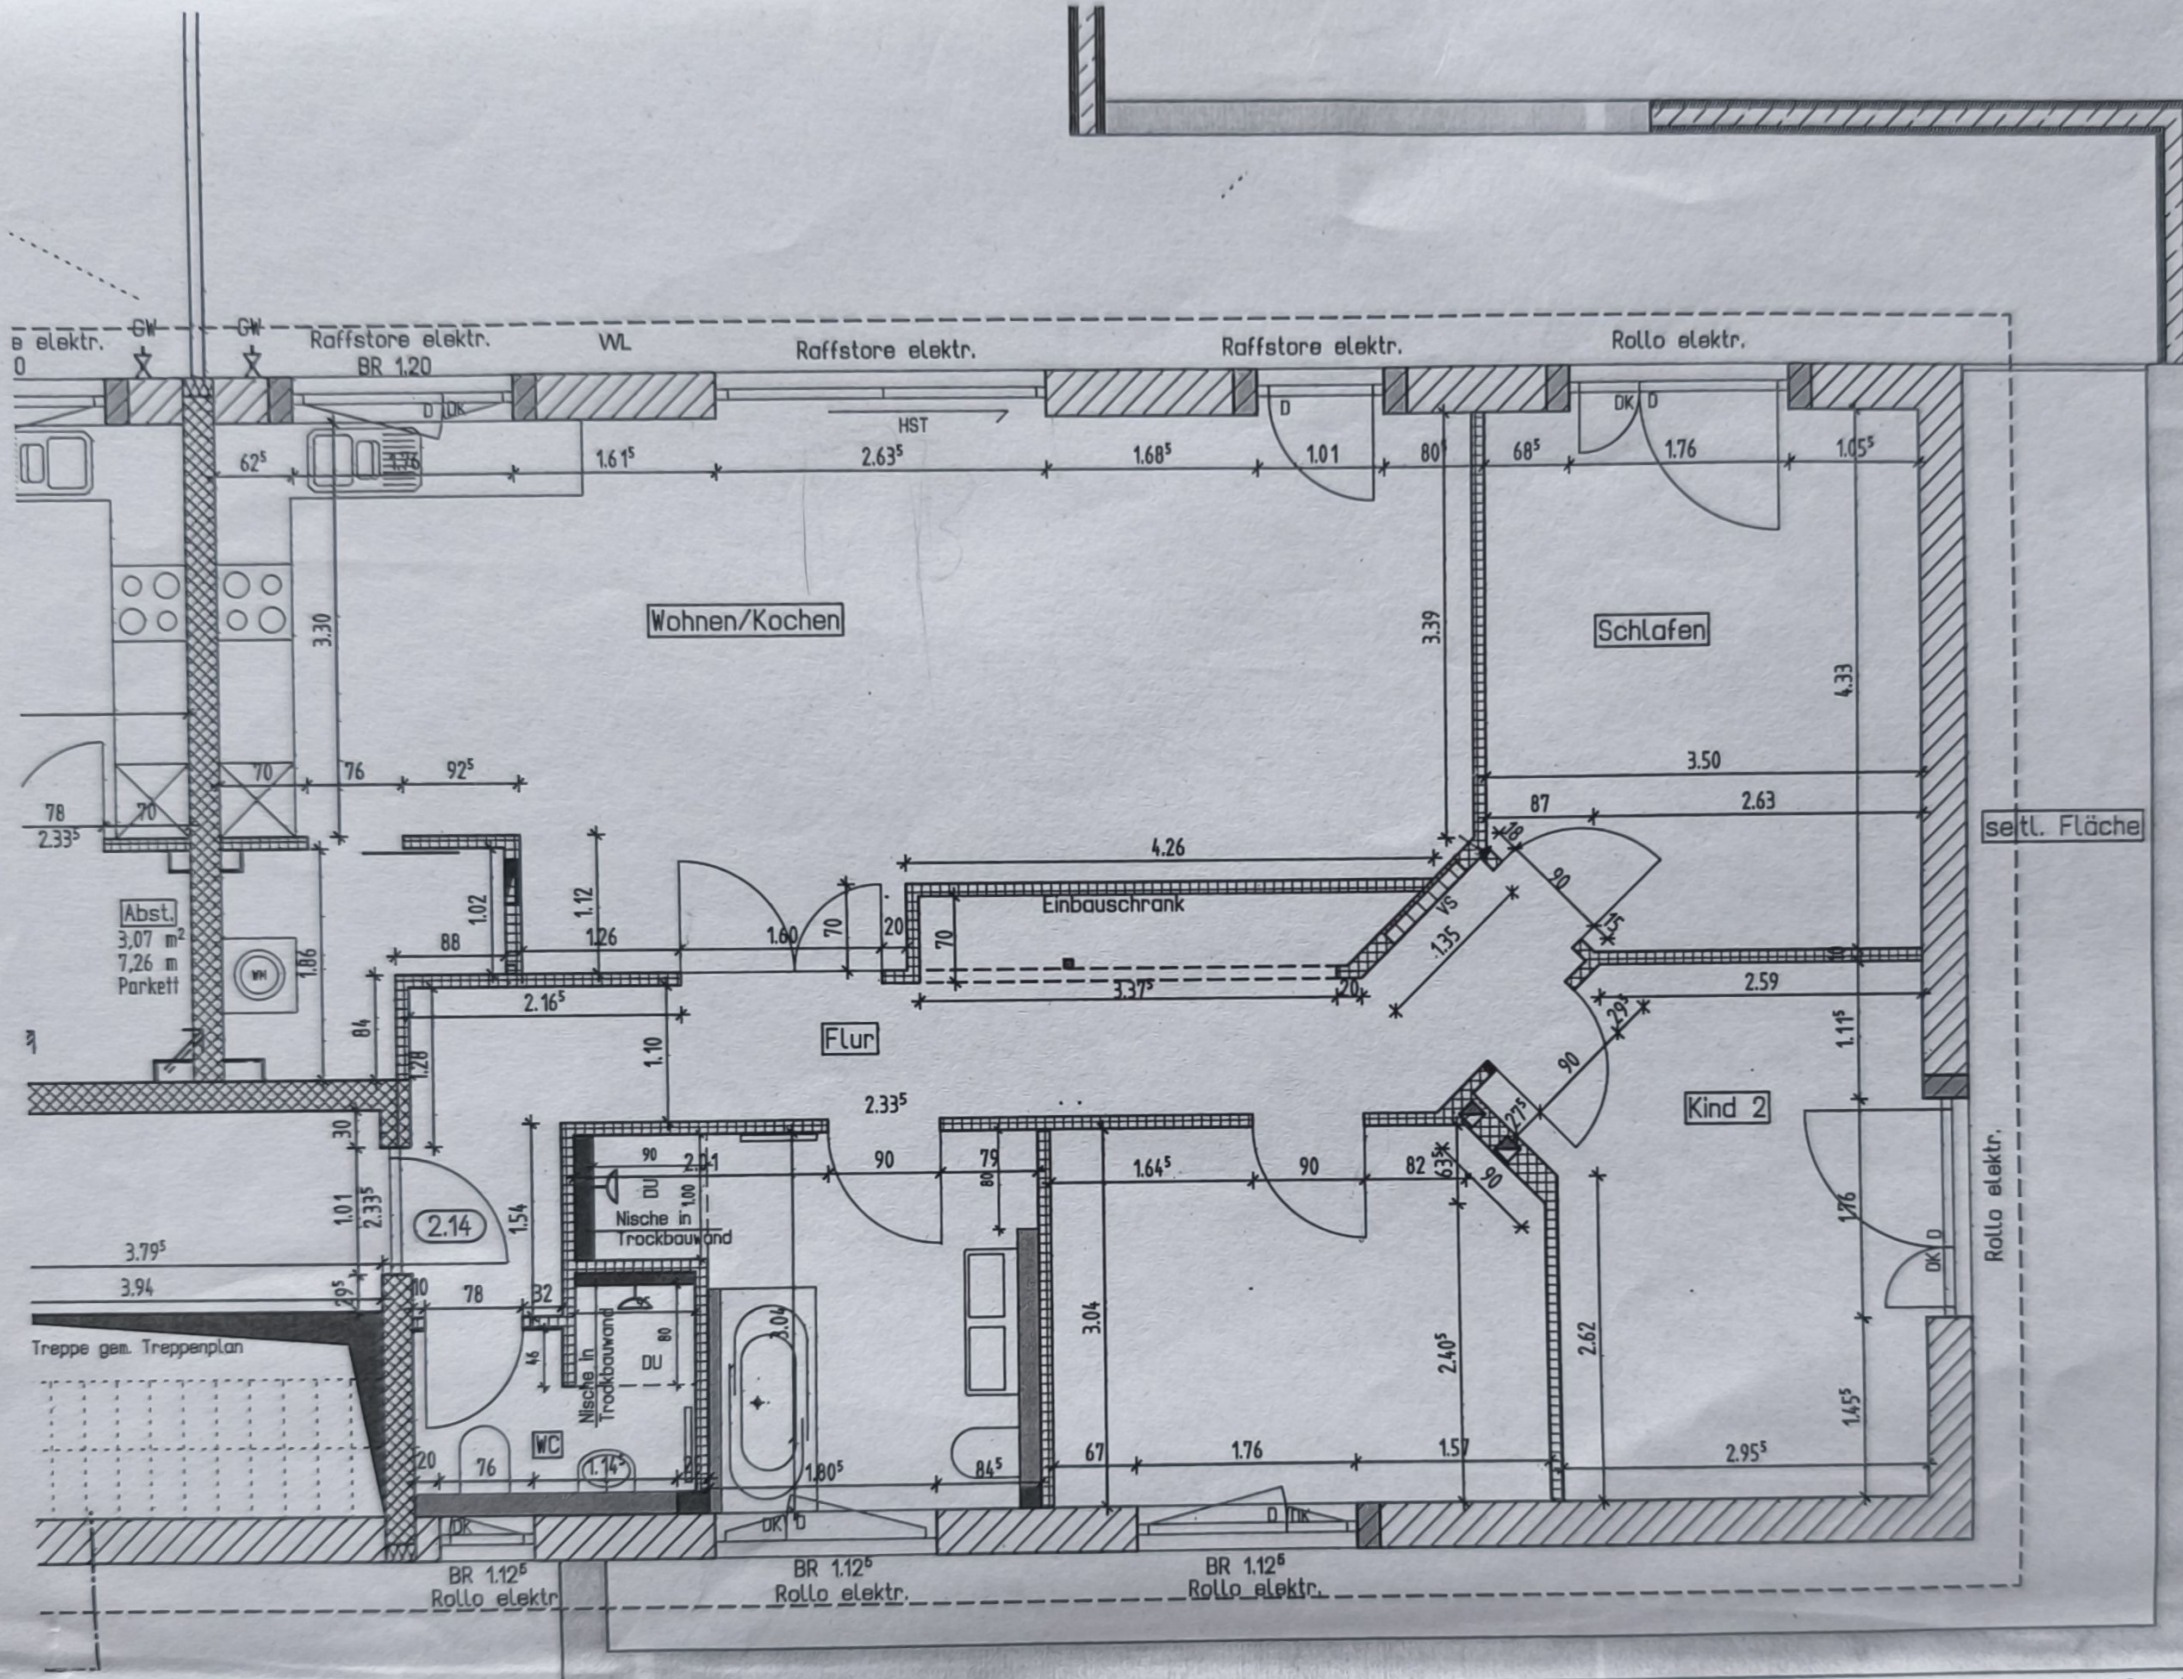 GW
GW
e elektr.
Raffstore elektr.
BR 1.20
WL
Raffstore elektr.
Raffstore elektr.
Rollo elektr.
D
DK
HST
D
DK
D
62⁵
1.76
1.61⁵
2.63⁵
1.68⁵
1.01
80⁵
68⁵
1.76
1.05⁵
3.30
Wohnen/Kochen
3.39
Schlafen
4.33
70
76
92⁵
3.50
87
2.63
78
70
2.33⁵
seitl. Fläche
4.26
18
90
15
Abst.
3,07 m²
7,26 m
Parkett
1.02
1.12
Einbauschrank
VS
1.86
88
1.26
1.60
70
20
70
1.35
10
WM
2.16⁵
3.37⁵
20
2.59
29⁵
84
1.28
1.10
Flur
1.11⁵
90
2.33⁵
Kind 2
27⁵
30
90
2.21
90
79
80
1.64⁵
90
82
63⁵
90
DU
1.00
1.01
2.33⁵
2.14
1.54
Nische in
Trockbauwand
1.76
Rollo elektr.
3.79⁵
3.94
29⁵
10
78
32
DK
D
Treppe gem. Treppenplan
46
Nische in
Trockbauwand
80
DU
3.04
3.04
2.40⁵
2.62
WC
1.45⁵
20
76
1.14⁵
1.80⁵
84⁵
67
1.76
1.57
2.95⁵
DK
DK
D
D
DK
BR 1.12⁵
Rollo elektr
BR 1.12⁵
Rollo elektr.
BR 1.12⁵
Rollo elektr.